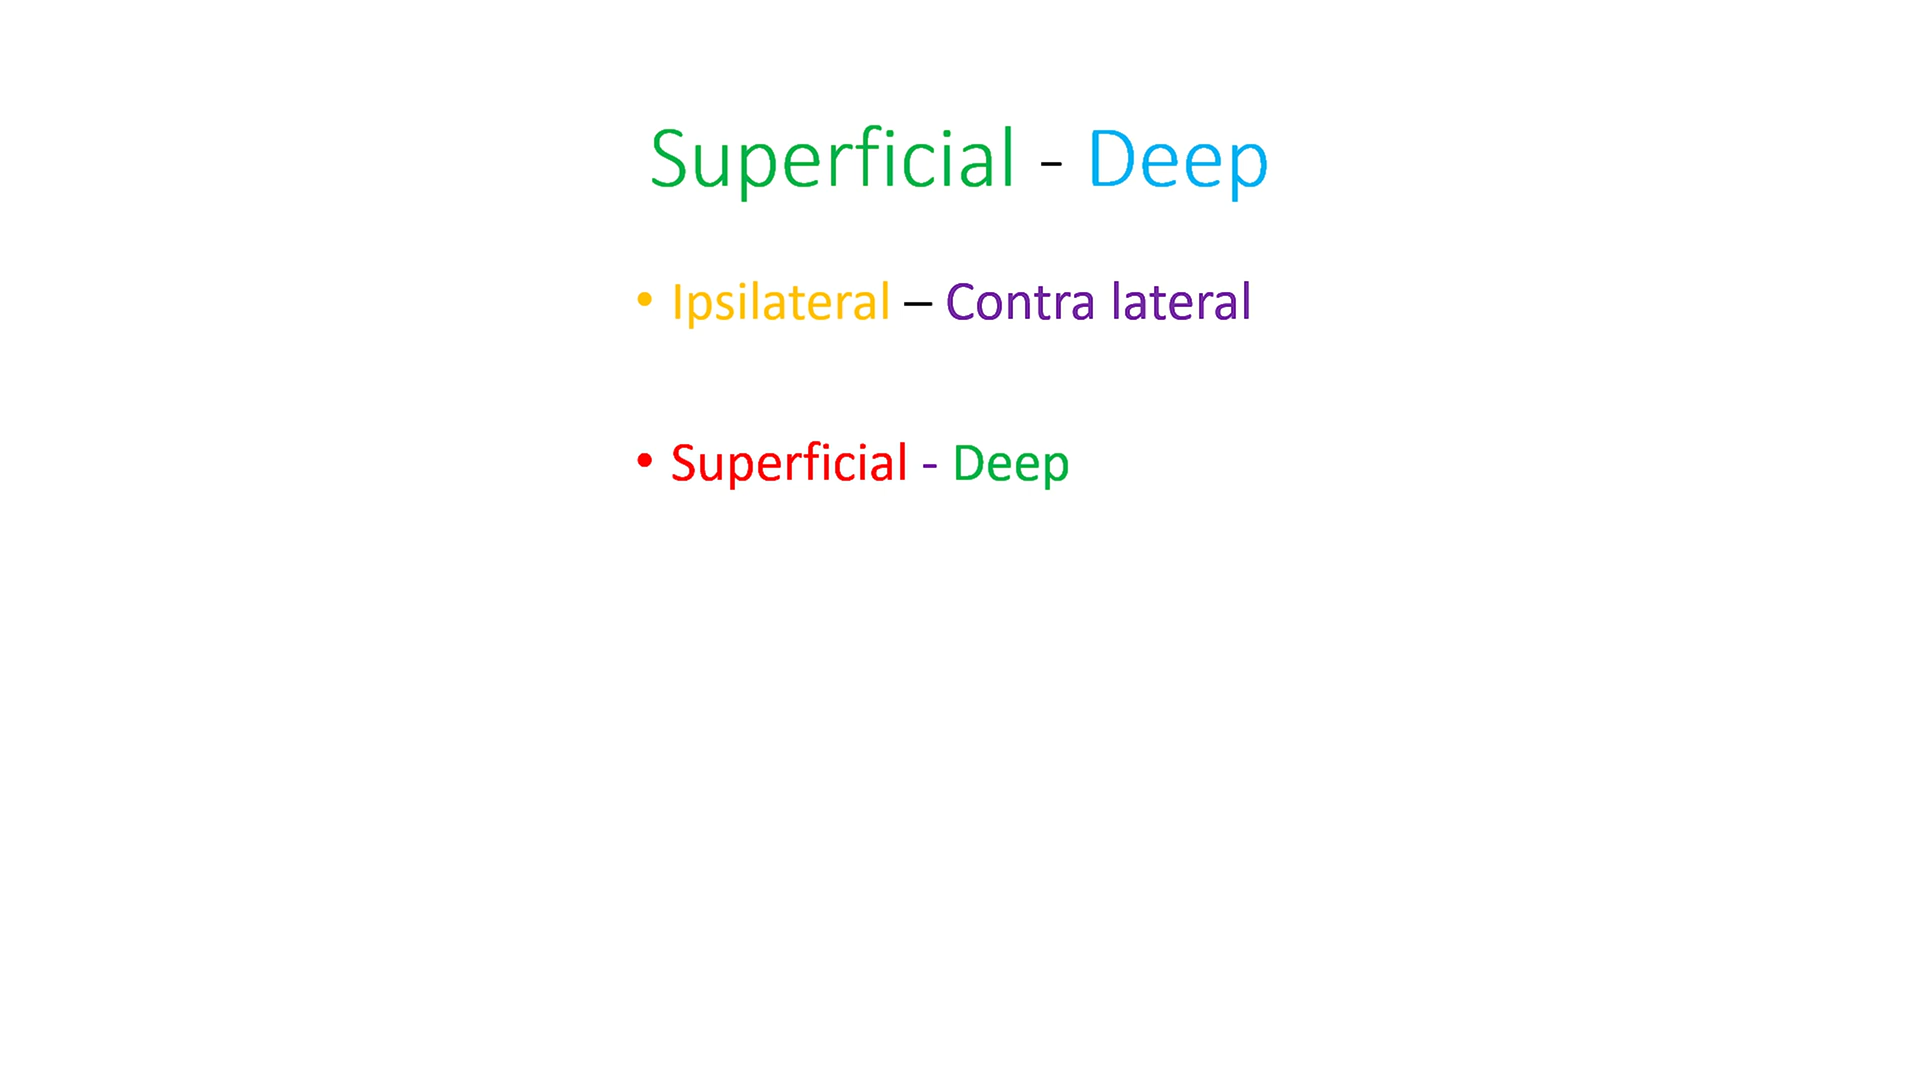 Superficial - Deep
• Ipsilateral – Contra lateral
• Superficial - Deep